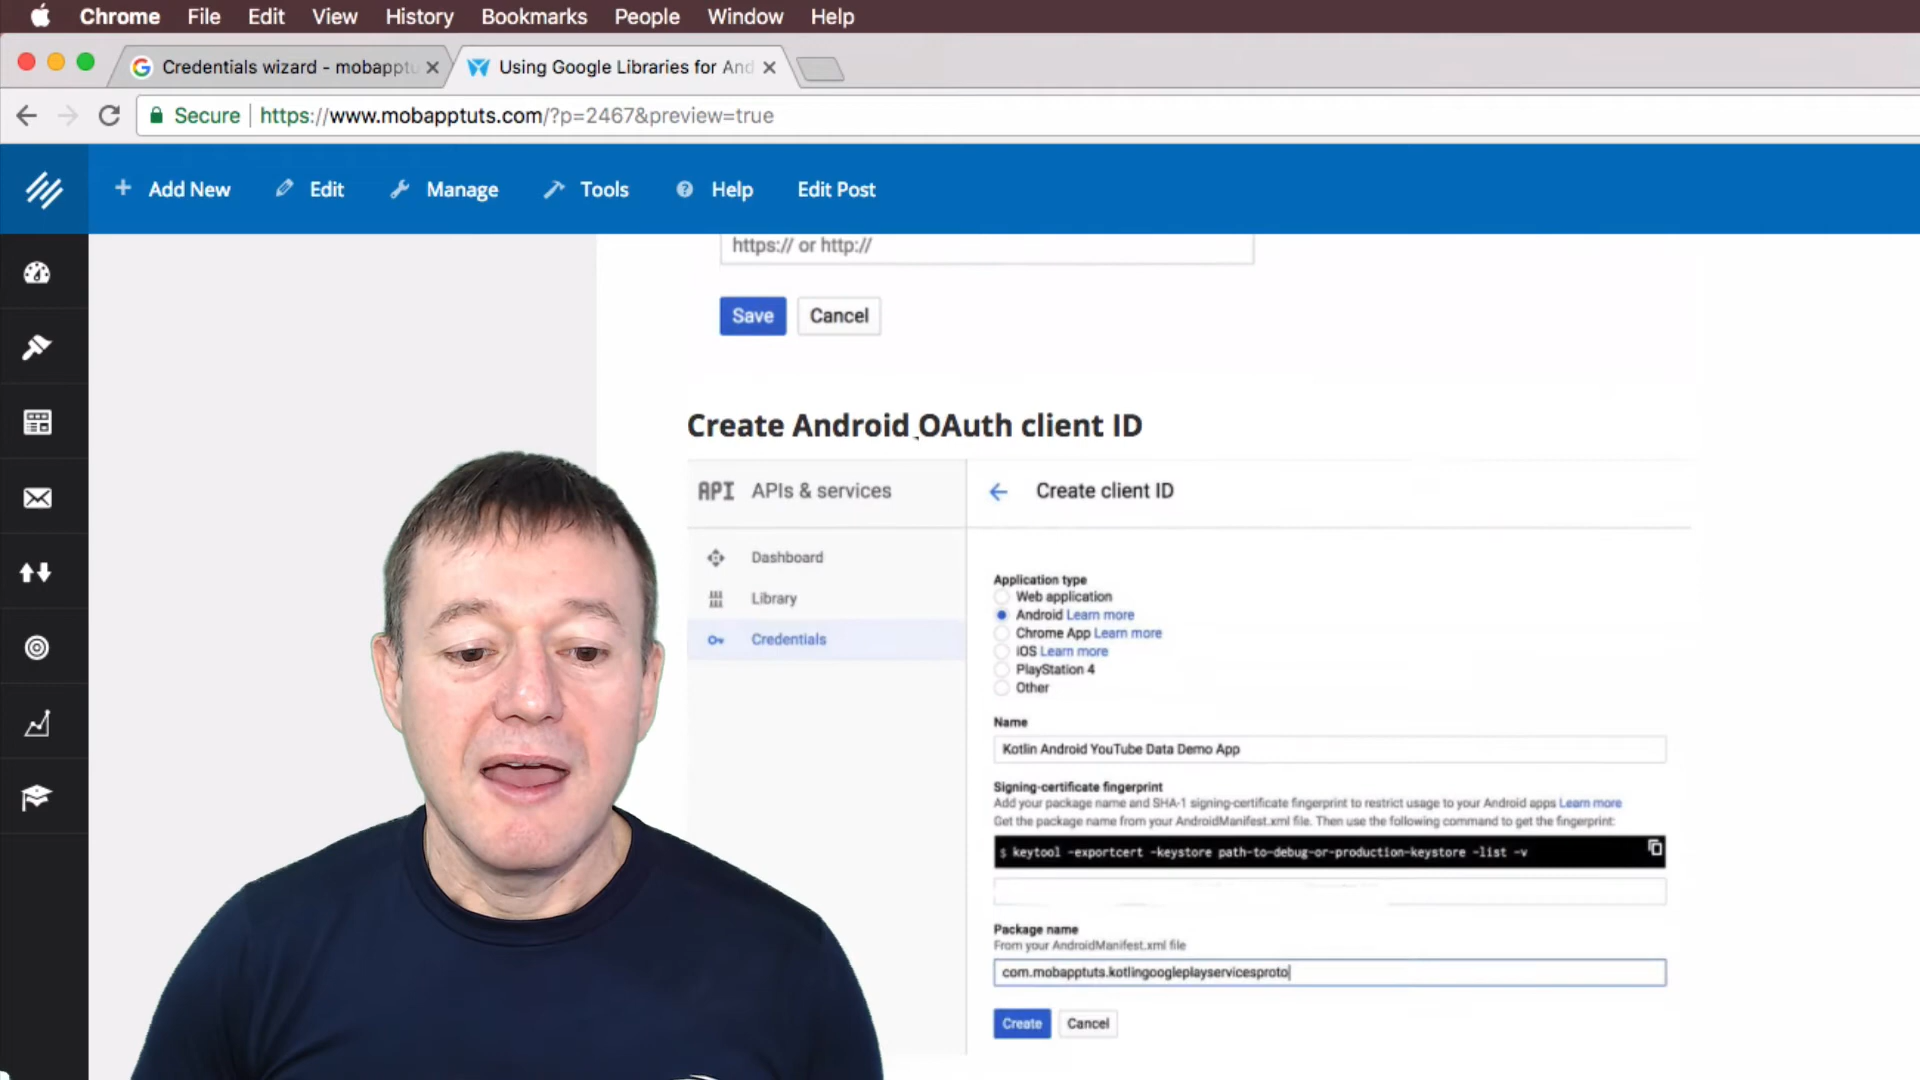 Chrome File Edit View History Bookmarks People Window Help
Credentials wizard - mobapptu
Using Google Libraries for And
Secure https://www.mobapptuts.com/?p=2467&preview=true
Add New Edit Manage Tools Help Edit Post
https:// or http://
Save Cancel
Create Android OAuth client ID
API APIs & services
Create client ID
Dashboard
Library
Credentials
Application type
Web application
Android Learn more
Chrome App Learn more
iOS Learn more
PlayStation 4
Other
Name
Kotlin Android YouTube Data Demo App
Signing-certificate fingerprint
Add your package name and SHA-1 signing-certificate fingerprint to restrict usage to your Android apps Learn more
Get the package name from your AndroidManifest.xml file. Then use the following command to get the fingerprint:
$ keytool -exportcert -keystore path-to-debug-or-production-keystore -list -v
Package name
From your AndroidManifest.xml file
com.mobapptuts.kotlingoogleplayservicesproto
Create Cancel